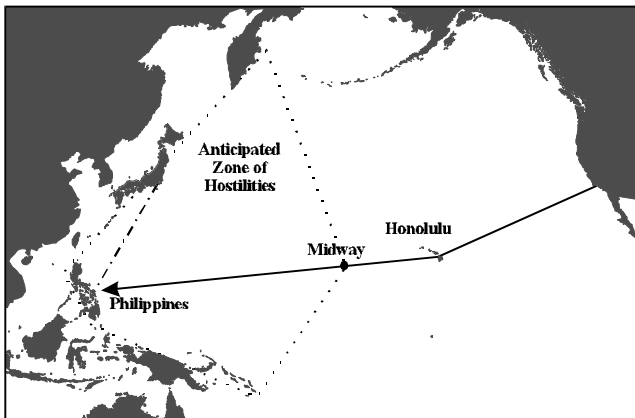 Anticipated
Zone of
Hostilities
Honolulu
Midway
Philippines